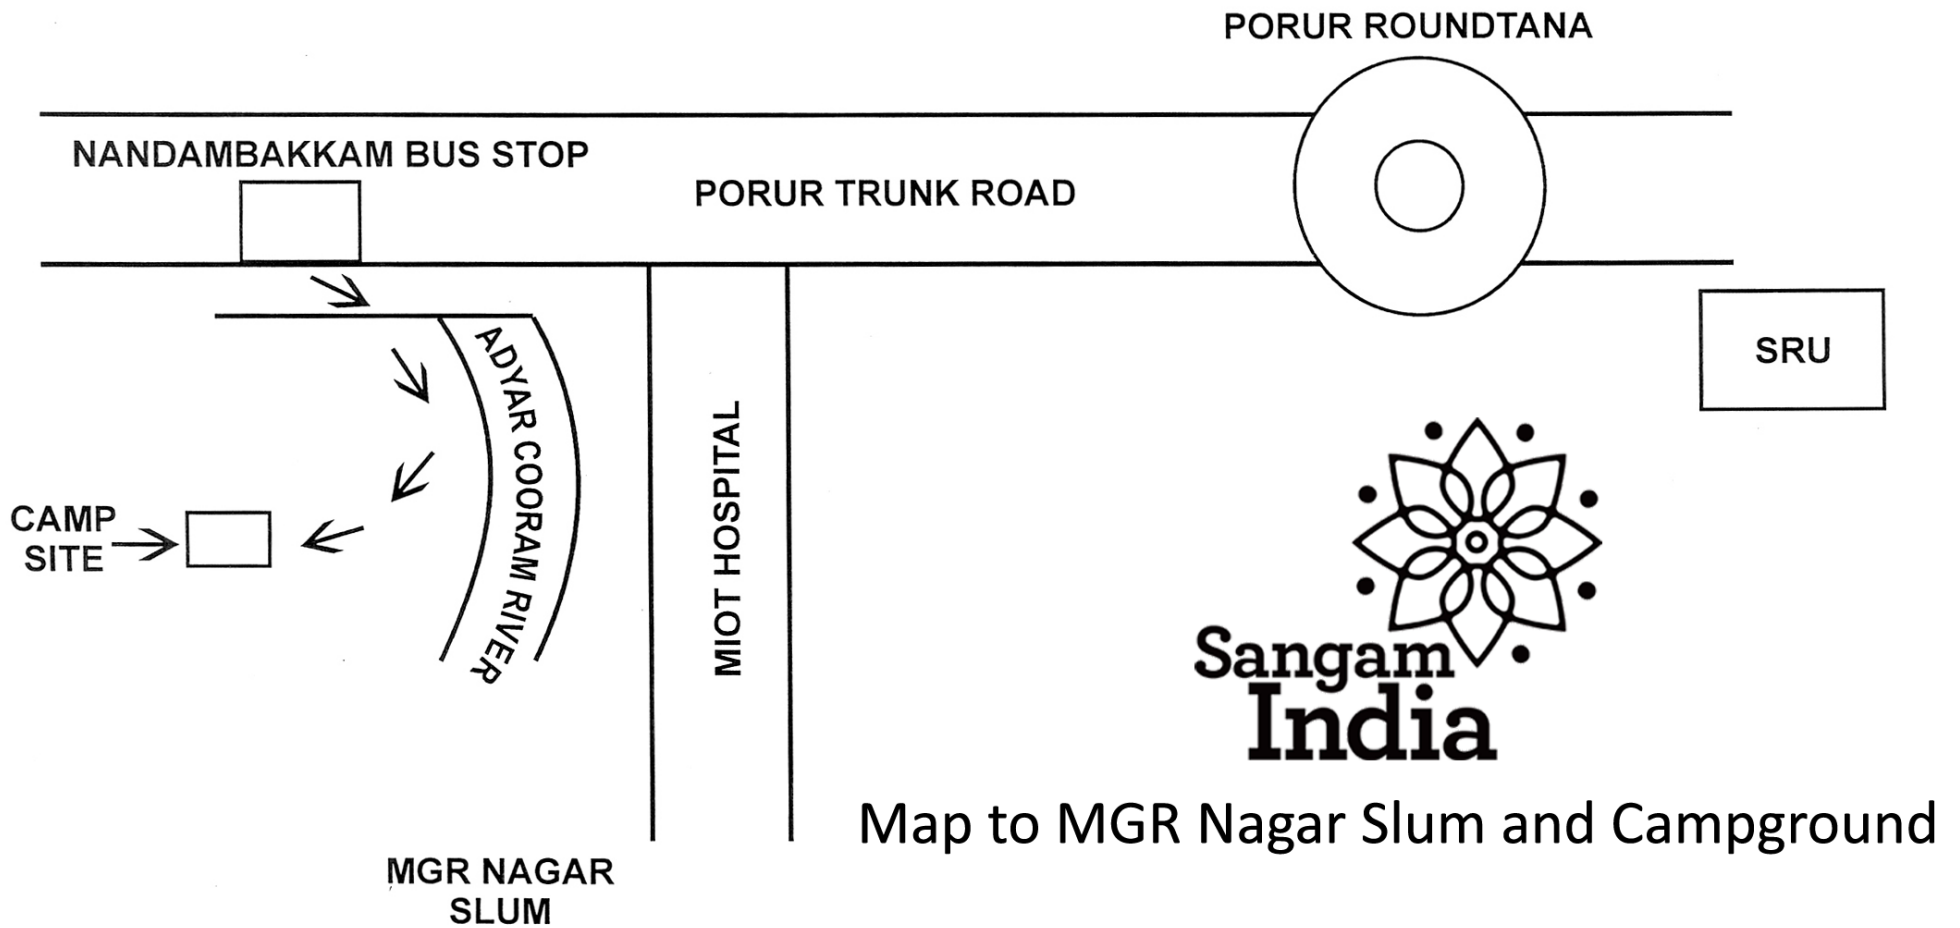 PORUR ROUNDTANA
NANDAMBAKKAM BUS STOP
PORUR TRUNK ROAD
SRU
ADYAR COORAM RIVER
MIOT HOSPITAL
CAMP
SITE
Sangam
India
Map to MGR Nagar Slum and Campground
MGR NAGAR
SLUM